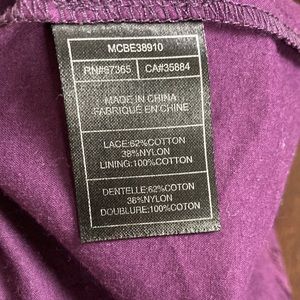 MCBE38910
RN#67365 CA#35884
MADE IN CHINA
FABRIQUÉ EN CHINE
LACE:62%COTTON
38%NYLON
LINING:100%COTTON
DENTELLE:62%COTON
38%NYLON
DOUBLURE:100%COTON